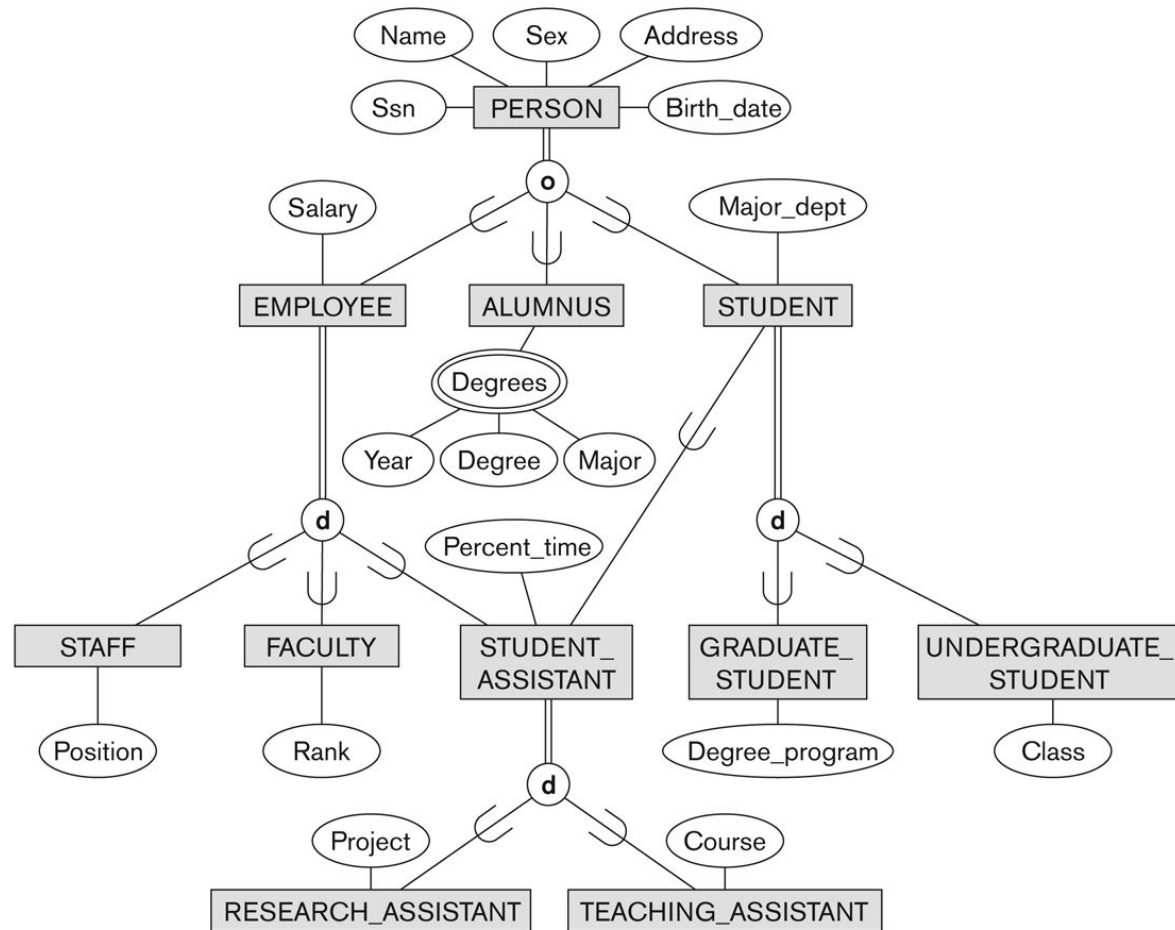 Name
Sex
Address
Ssn
PERSON
Birth_date
o
Salary
Major_dept
EMPLOYEE
ALUMNUS
STUDENT
Degrees
Year
Degree
Major
d
d
Percent_time
STAFF
FACULTY
STUDENT_
ASSISTANT
GRADUATE_
STUDENT
UNDERGRADUATE_
STUDENT
Position
Rank
Degree_program
Class
d
Project
Course
RESEARCH_ASSISTANT
TEACHING_ASSISTANT